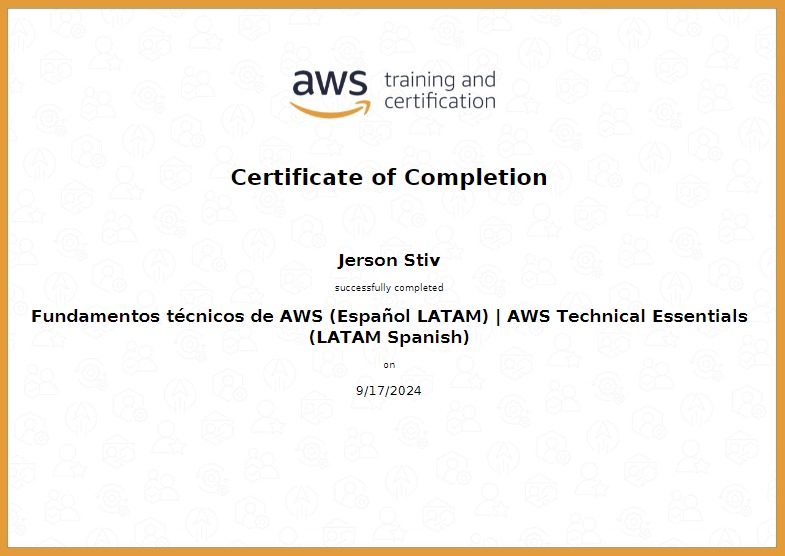 aws training and
certification
Certificate of Completion
Jerson Stiv
successfully completed
Fundamentos técnicos de AWS (Español LATAM) | AWS Technical Essentials
(LATAM Spanish)
on
9/17/2024